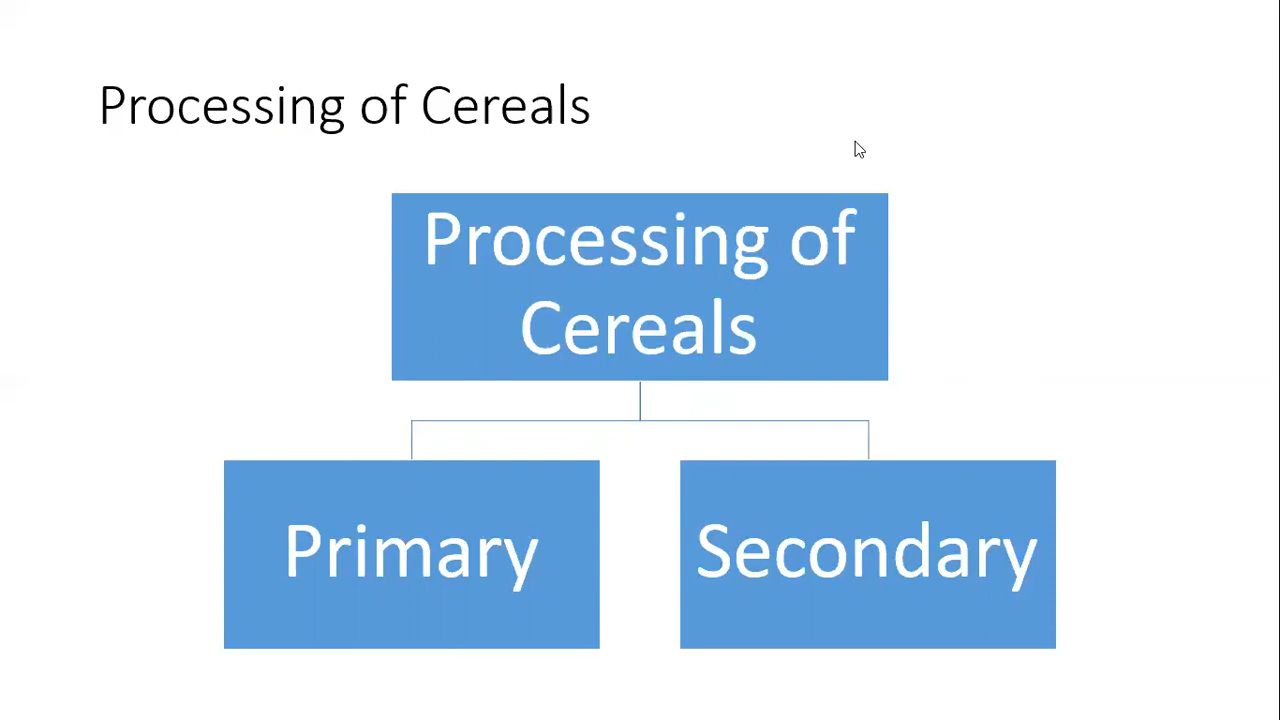 Processing of Cereals
Processing of
Cereals
Primary
Secondary